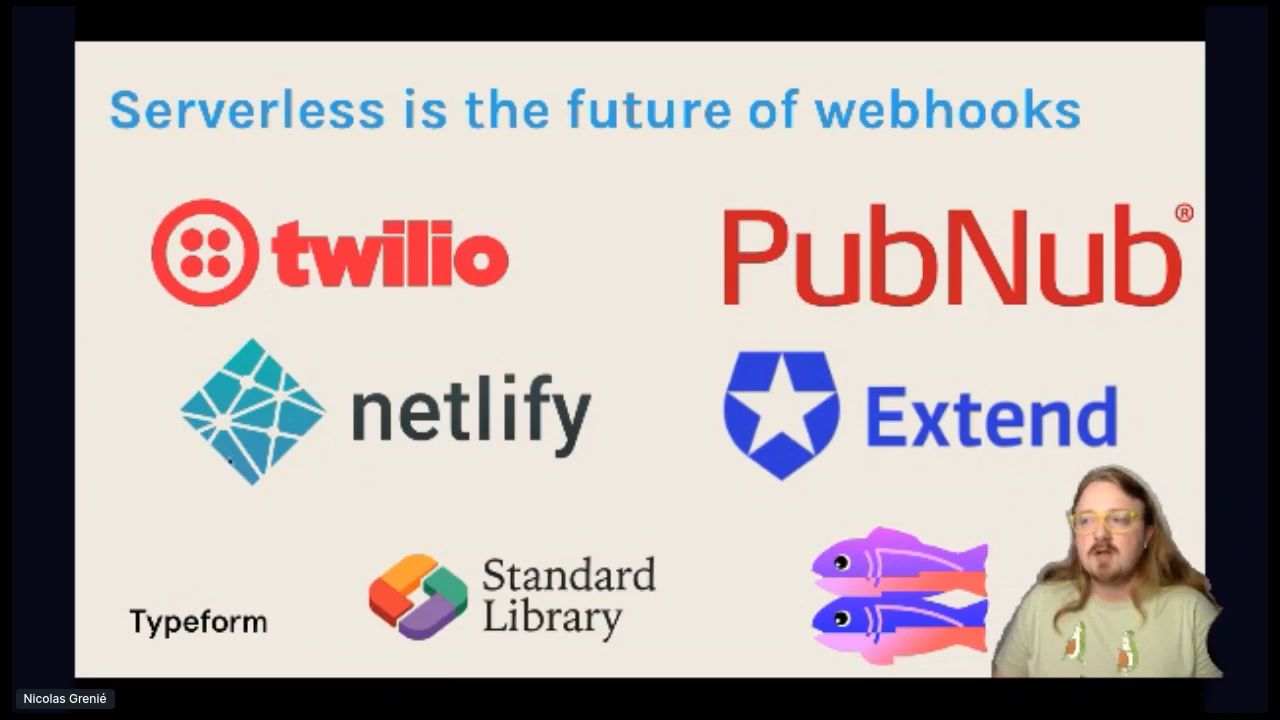 Serverless is the future of webhooks
twilio
PubNub®
netlify
Extend
Standard
Library
Typeform
Nicolas Grenié